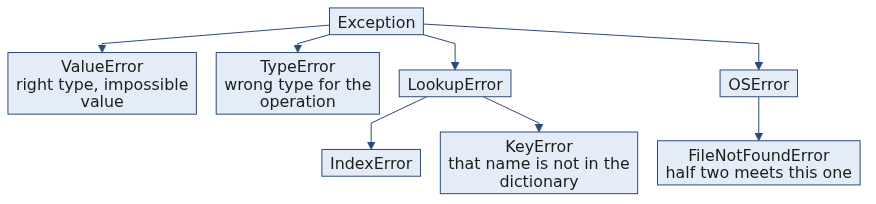 Exception
ValueError
right type, impossible
value
TypeError
wrong type for the
operation
LookupError
OSError
IndexError
KeyError
that name is not in the
dictionary
FileNotFoundError
half two meets this one